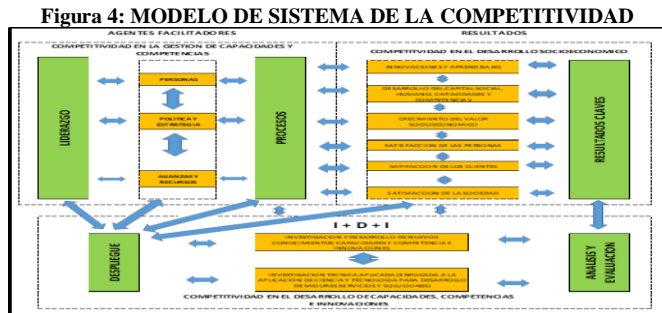 Figura 4: MODELO DE SISTEMA DE LA COMPETITIVIDAD
AGENTES FACILITADORES
COMPETITIVIDAD EN LA GESTION DE CAPACIDADES Y
COMPETENCIAS
LIDERAZGO
PERSONAS
POLITICA Y
ESTRATEGIA
ALIANZAS Y
RECURSOS
PROCESOS
RESULTADOS
COMPETITIVIDAD EN EL DESARROLLO SOCIOECONOMICO
INNOVACIONES Y APRENDIZAJES
DESARROLLO DEL CAPITAL SOCIAL,
HUMANO, CAPACIDADES Y
COMPETENCIAS
CRECIMIENTO DEL VALOR
SOCIOECONOMICO
SATISFACCION DE LAS PERSONAS
SATIFACCION DE LOS CLIENTES
SATISFACCION DE LA SOCIEDAD
RESULTADOS CLAVES
I + D + I
DESPLIEGUE
INVESTIGACION Y DESARROLLO DE NUEVOS
CONOCIMIENTOS, CAPACIDADES Y COMPETENCIA E
INNOVACIONES
INVESTIGACION TECNICA APLICADA (ENFOCADA A LA
APLICACION DE CIENCIA Y TECNOLOGIA PARA DESARROLLO
DE MEJORES SERVICIOS Y SOLUCIONES)
ANALISIS Y
EVALUACION
COMPETITIVIDAD EN EL DESARROLLO DE CAPACIDADES, COMPETENCIAS
E INNOVACIONES